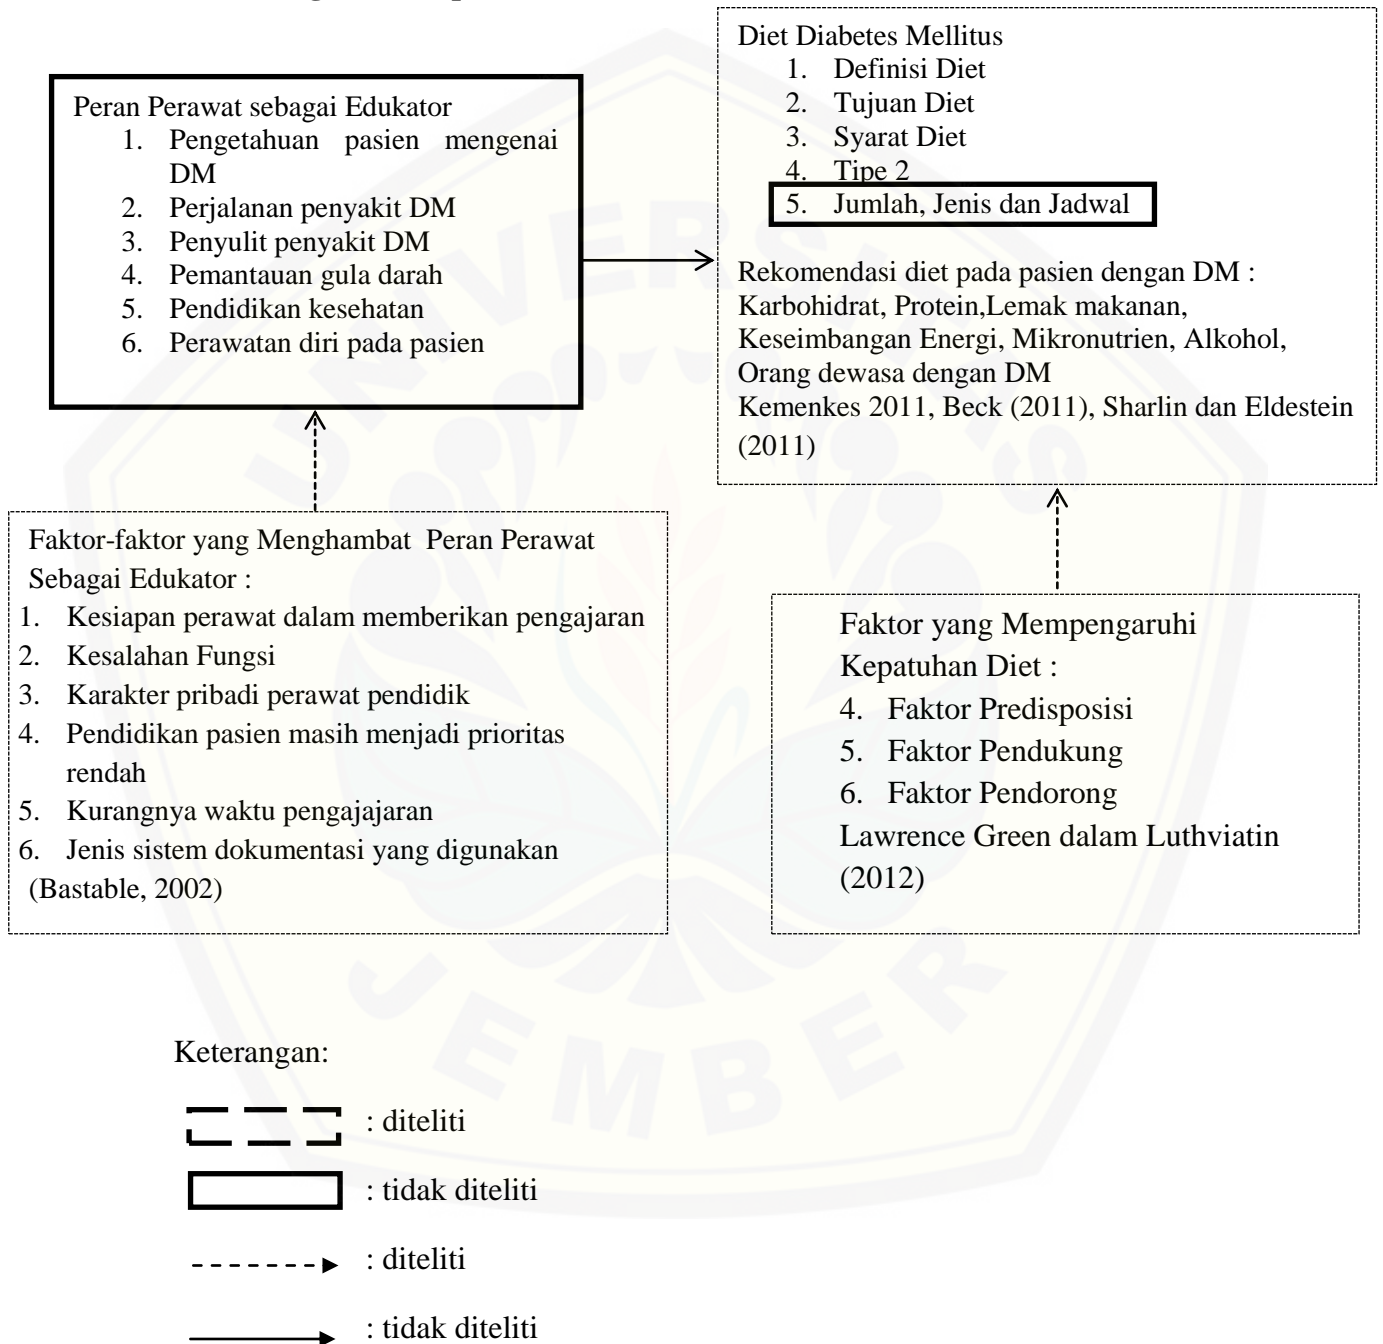 Peran Perawat sebagai Edukator
1. Pengetahuan pasien mengenai
DM
2. Perjalanan penyakit DM
3. Penyulit penyakit DM
4. Pemantauan gula darah
5. Pendidikan kesehatan
6. Perawatan diri pada pasien
Diet Diabetes Mellitus
1. Definisi Diet
2. Tujuan Diet
3. Syarat Diet
4. Tipe 2
5. Jumlah, Jenis dan Jadwal
Rekomendasi diet pada pasien dengan DM :
Karbohidrat, Protein,Lemak makanan,
Keseimbangan Energi, Mikronutrien, Alkohol,
Orang dewasa dengan DM
Kemenkes 2011, Beck (2011), Sharlin dan Eldestein
(2011)
Faktor-faktor yang Menghambat Peran Perawat
Sebagai Edukator :
1. Kesiapan perawat dalam memberikan pengajaran
2. Kesalahan Fungsi
3. Karakter pribadi perawat pendidik
4. Pendidikan pasien masih menjadi prioritas
rendah
5. Kurangnya waktu pengajajaran
6. Jenis sistem dokumentasi yang digunakan
(Bastable, 2002)
Faktor yang Mempengaruhi
Kepatuhan Diet :
4. Faktor Predisposisi
5. Faktor Pendukung
6. Faktor Pendorong
Lawrence Green dalam Luthviatin
(2012)
Keterangan:
: diteliti
: tidak diteliti
: diteliti
: tidak diteliti
UNIVERSITAS
JEMBER